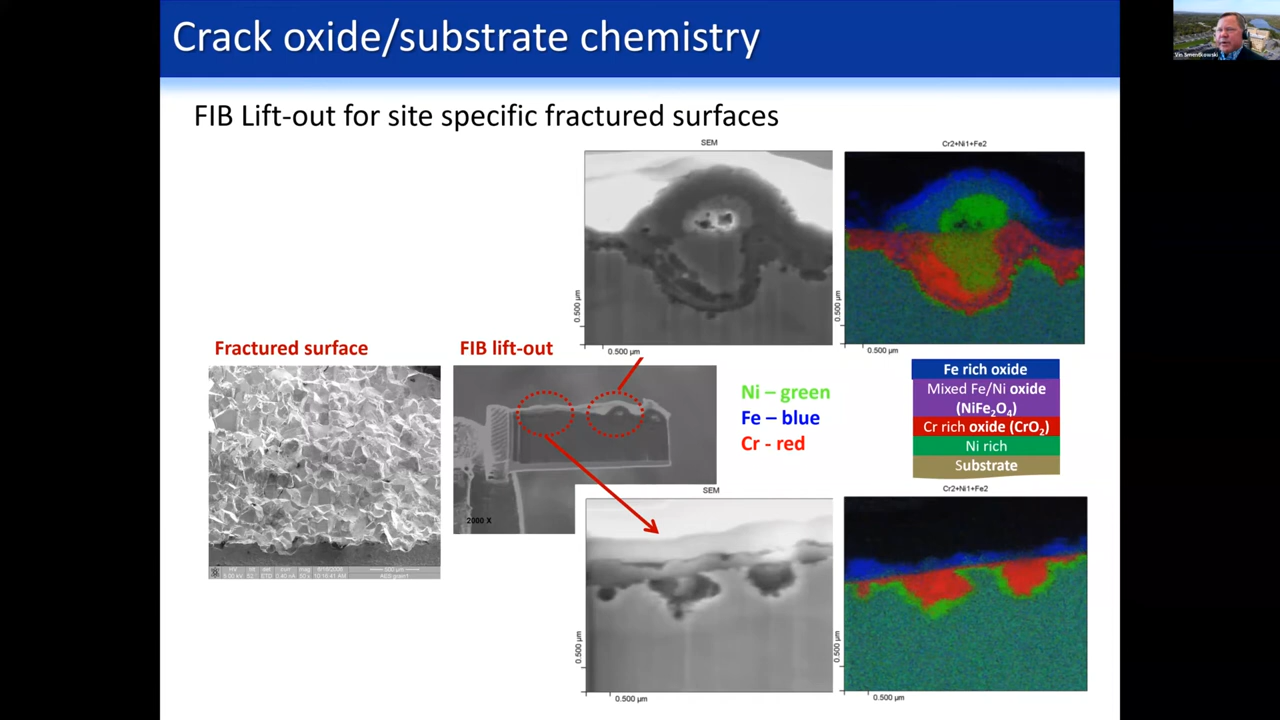 Crack oxide/substrate chemistry
Vin Smentkowski
FIB Lift-out for site specific fractured surfaces
SEM
Cr2+Ni1+Fe2
0.500 µm
0.500 µm
0.500 µm
0.500 µm
Fractured surface
FIB lift-out
2000 X
Ni – green
Fe – blue
Cr - red
Fe rich oxide
Mixed Fe/Ni oxide
(NiFe₂O₄)
Cr rich oxide (CrO₂)
Ni rich
Substrate
SEM
Cr2+Ni1+Fe2
0.500 µm
0.500 µm
0.500 µm
0.500 µm